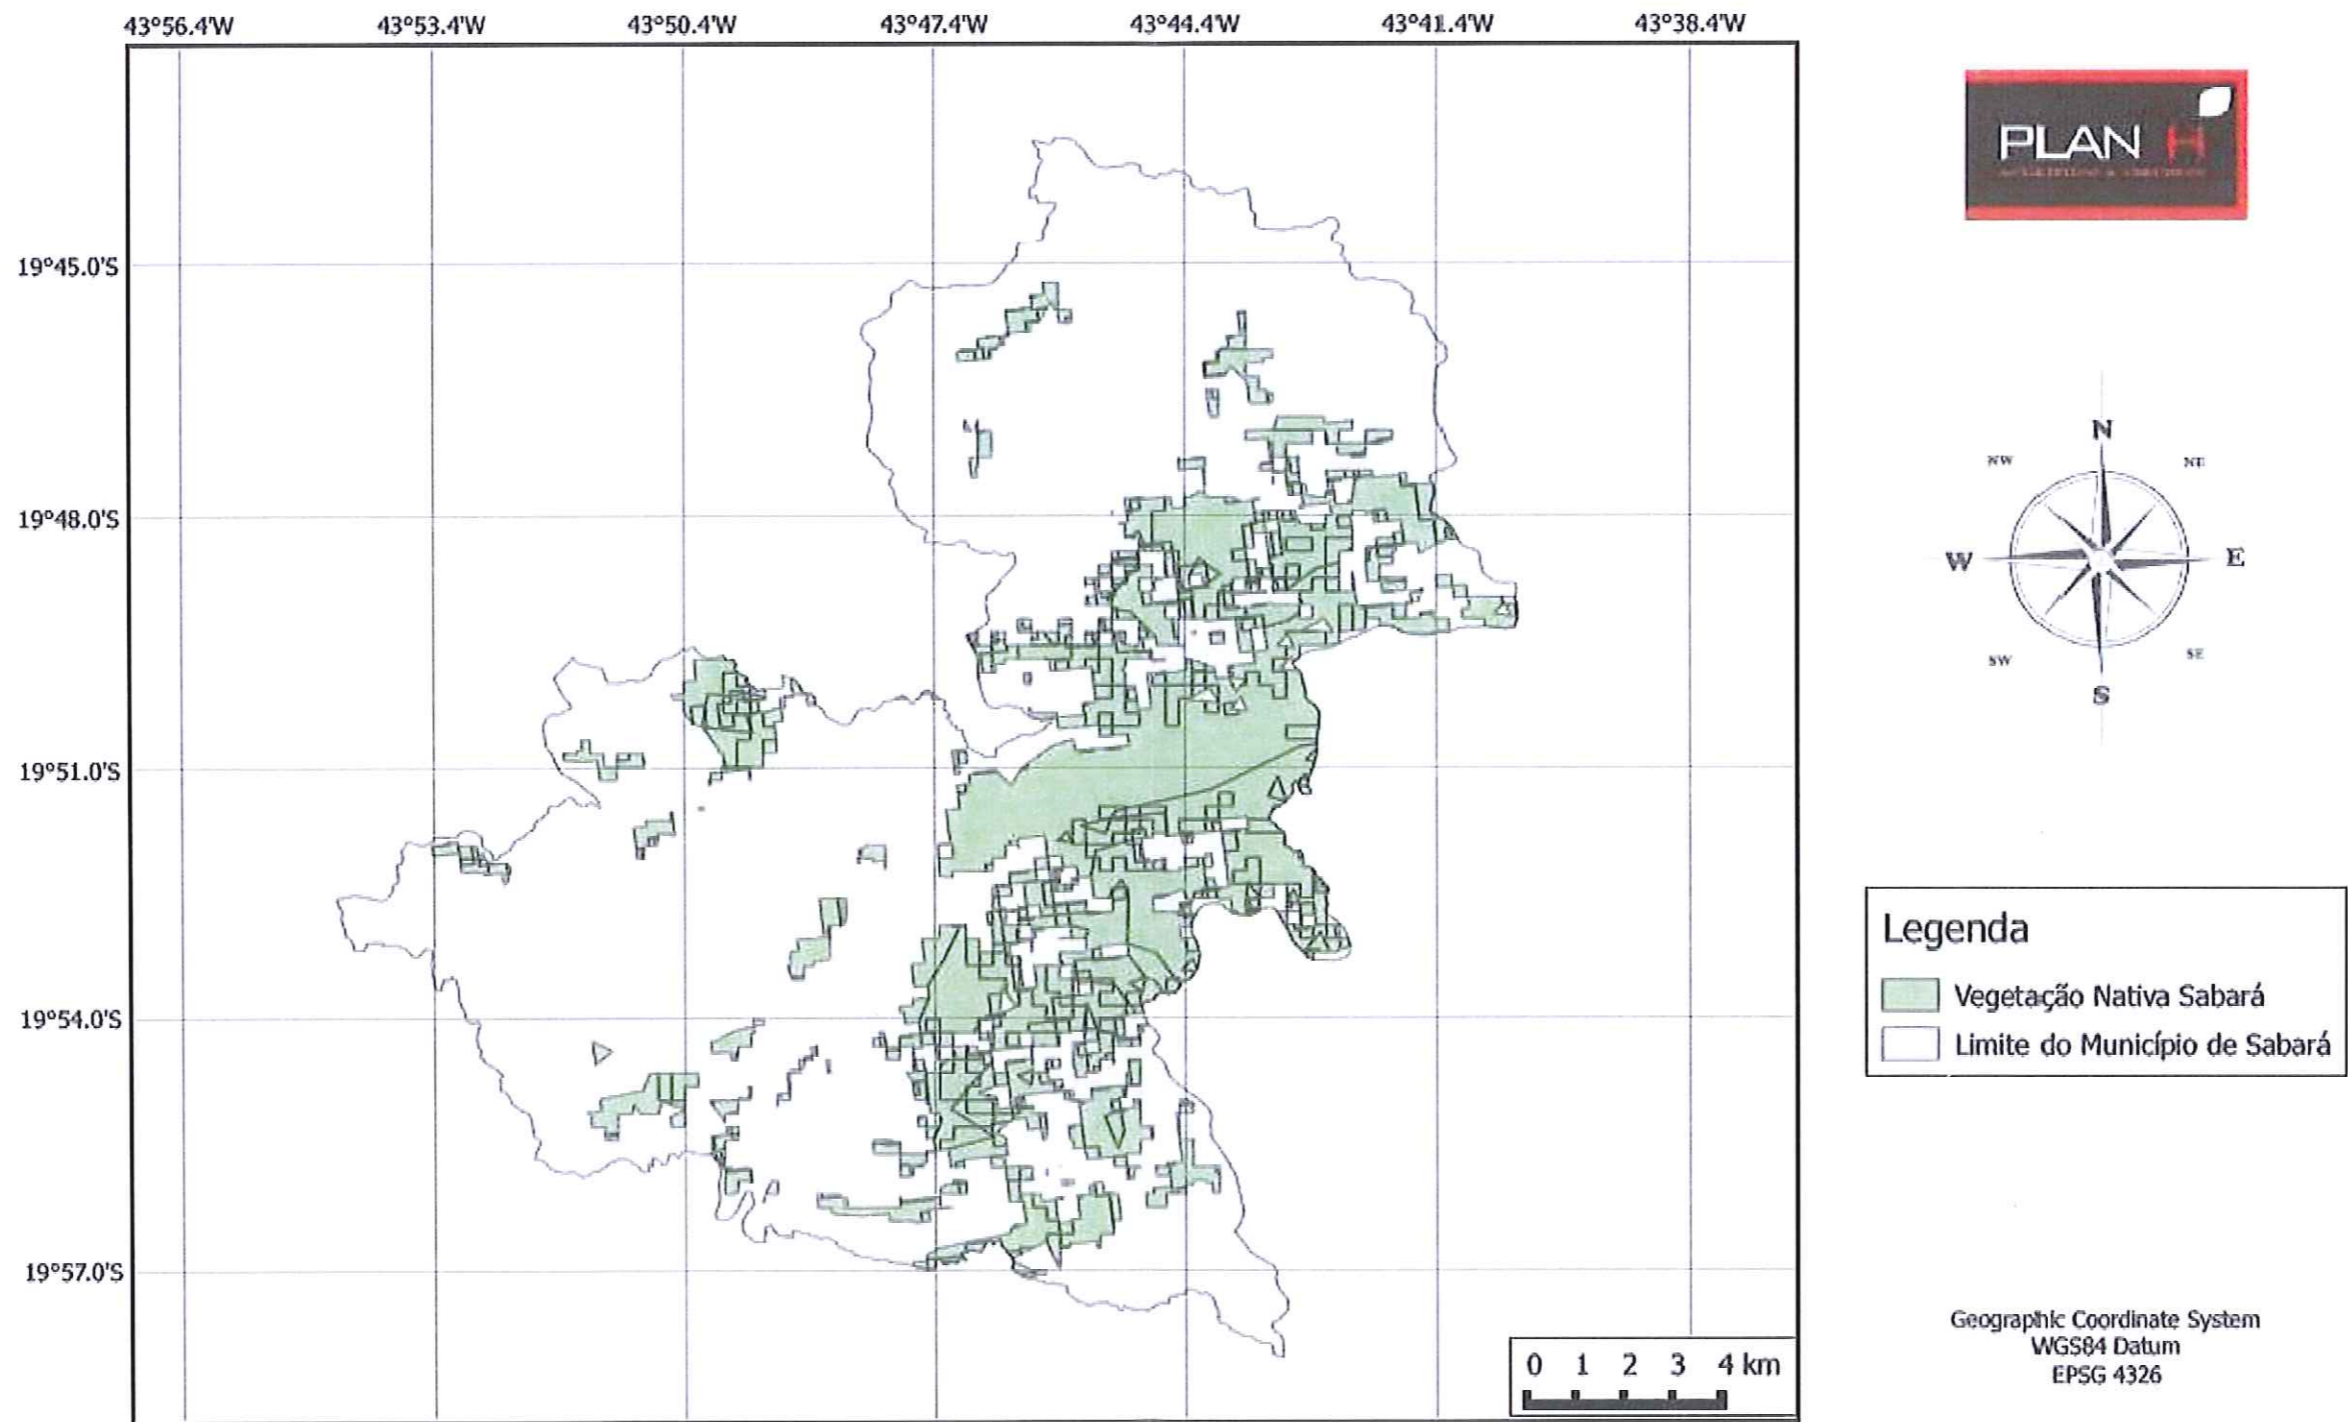 43°56.4'W 43°53.4'W 43°50.4'W 43°47.4'W 43°44.4'W 43°41.4'W 43°38.4'W
19°45.0'S
19°48.0'S
19°51.0'S
19°54.0'S
19°57.0'S
PLAN H
N
NE
E
SE
S
SW
W
NW
Legenda
Vegetação Nativa Sabará
Limite do Município de Sabará
0 1 2 3 4 km
Geographic Coordinate System
WGS84 Datum
EPSG 4326